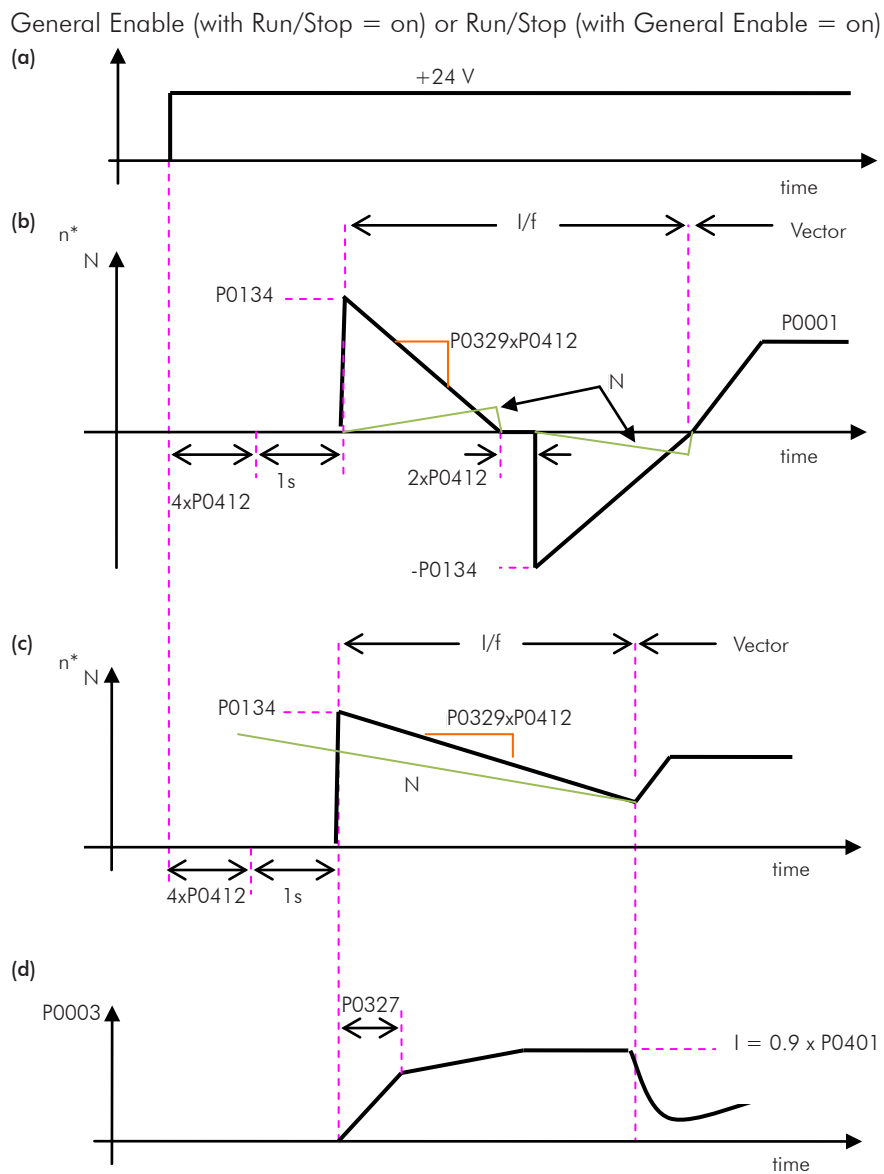 General Enable (with Run/Stop = on) or Run/Stop (with General Enable = on)
(a)
+24 V
time
(b)
n*
N
I/f
Vector
P0134
P0329xP0412
P0001
N
time
4xP0412
1s
2xP0412
-P0134
(c)
n*
N
I/f
Vector
P0134
P0329xP0412
N
time
4xP0412
1s
(d)
P0003
P0327
I = 0.9 x P0401
time